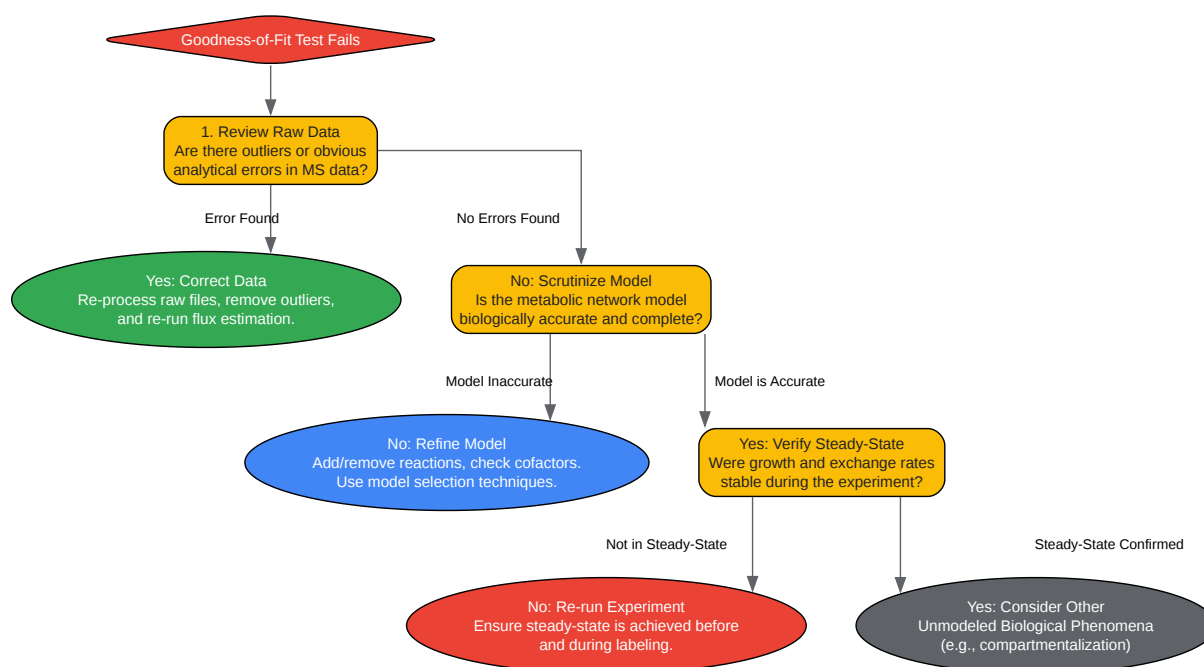 Goodness-of-Fit Test Fails
1. Review Raw Data
Are there outliers or obvious
analytical errors in MS data?
Error Found
No Errors Found
Yes: Correct Data
Re-process raw files, remove outliers,
and re-run flux estimation.
No: Scrutinize Model
Is the metabolic network model
biologically accurate and complete?
Model Inaccurate
Model is Accurate
No: Refine Model
Add/remove reactions, check cofactors.
Use model selection techniques.
Yes: Verify Steady-State
Were growth and exchange rates
stable during the experiment?
Not in Steady-State
Steady-State Confirmed
No: Re-run Experiment
Ensure steady-state is achieved before
and during labeling.
Yes: Consider Other
Unmodeled Biological Phenomena
(e.g., compartmentalization)